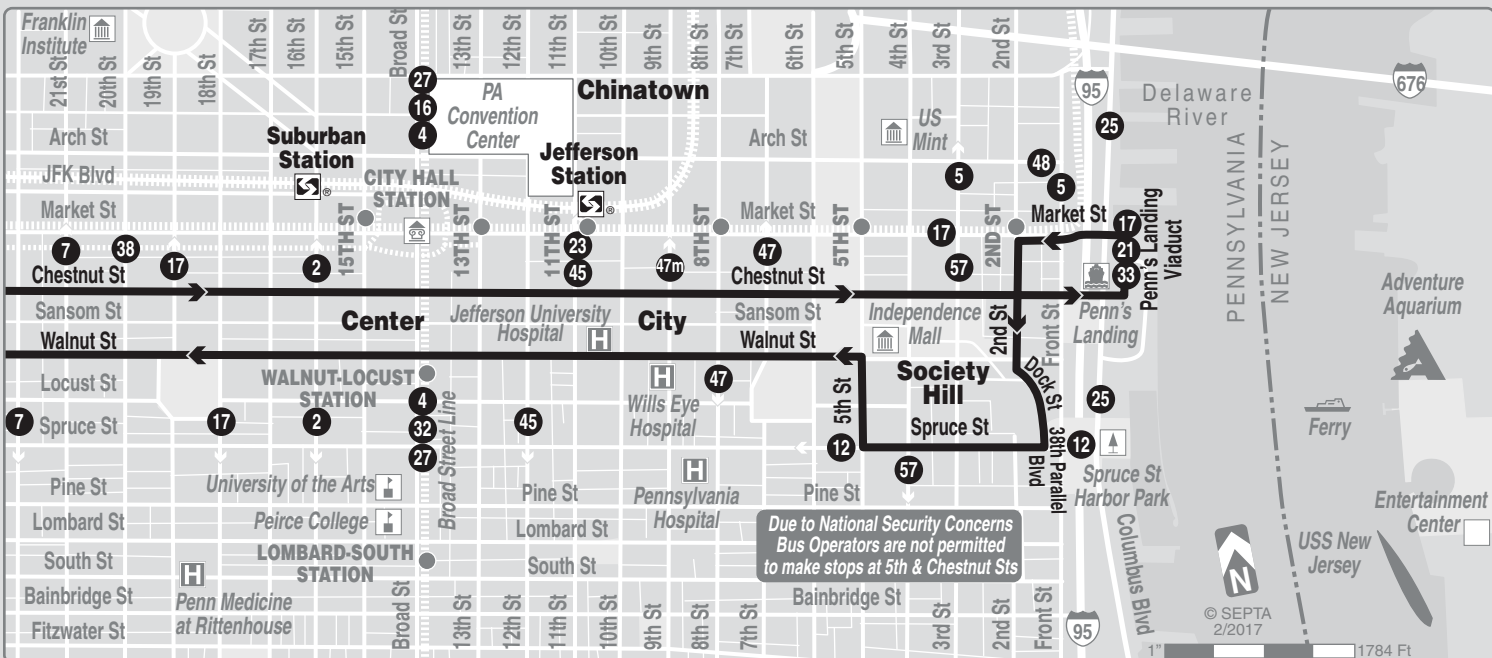 Franklin
Institute
21st St
20th St
19th St
18th St
17th St
16th St
15th St
Broad St
13th St
12th St
11th St
10th St
9th St
8th St
7th St
6th St
5th St
4th St
3rd St
2nd St
95
676
27
16
4
PA
Convention
Center
Chinatown
Delaware
River
25
Arch St
Suburban
Station
®
Jefferson
Station
®
Arch St
US
Mint
48
5
5
PENNSYLVANIA
NEW JERSEY
JFK Blvd
CITY HALL
STATION
Market St
15TH ST
13TH ST
11TH ST
8TH ST
Market St
5TH ST
2ND ST
Market St
17
21
33
Penn's Landing
Viaduct
7
38
17
2
23
45
47m
47
17
57
Chestnut St
Chestnut St
Adventure
Aquarium
Sansom St
Center
Jefferson University
Hospital
H
City
Sansom St
Independence
Mall
2nd St
Front St
Penn's
Landing
Walnut St
Walnut St
Locust St
WALNUT-LOCUST
STATION
H
Wills Eye
Hospital
47
5th St
Society
Hill
Dock St
25
7
Spruce St
17
2
4
32
27
Broad Street Line
45
12
Spruce St
57
38th Parallel
Blvd
12
Spruce St
Harbor Park
Ferry
Pine St
University of the Arts
Pine St
H
Pennsylvania
Hospital
Pine St
Entertainment
Center
Lombard St
Peirce College
Lombard St
Due to National Security Concerns
Bus Operators are not permitted
to make stops at 5th & Chestnut Sts
South St
LOMBARD-SOUTH
STATION
South St
Columbus Blvd
N
USS New
Jersey
H
Penn Medicine
at Rittenhouse
Bainbridge St
Bainbridge St
Fitzwater St
Broad St
13th St
12th St
11th St
10th St
9th St
8th St
7th St
3rd St
2nd St
Front St
95
© SEPTA
2/2017
1"
1784 Ft